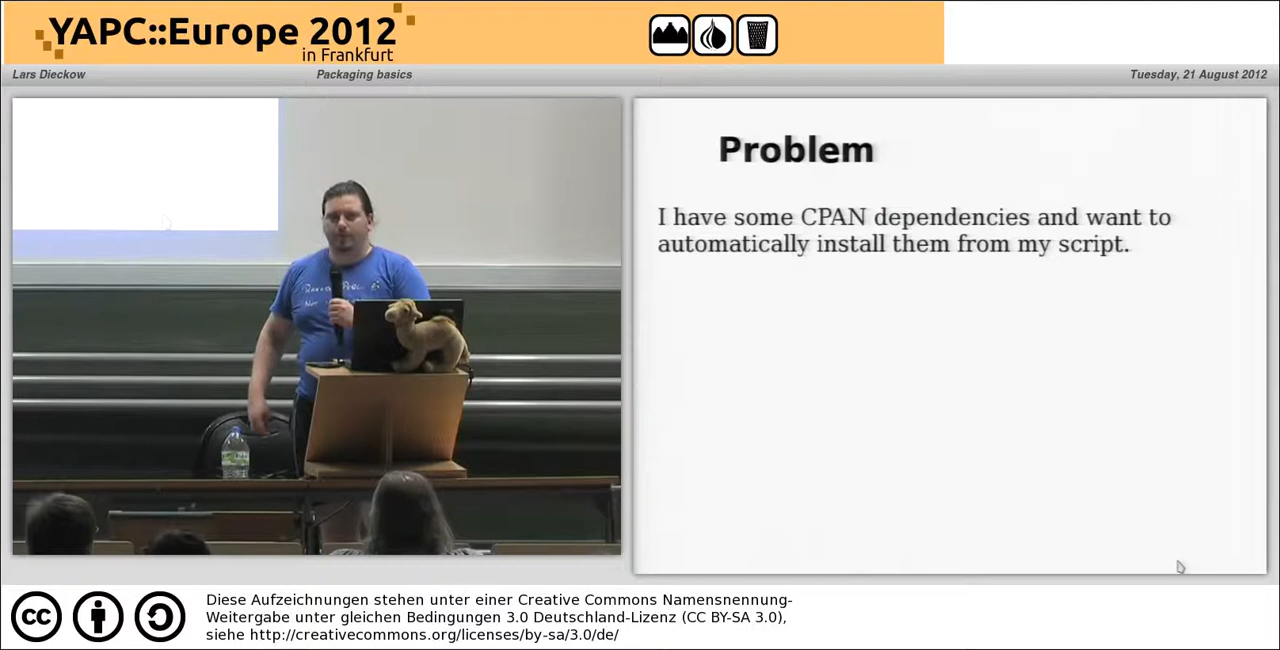 YAPC::Europe 2012
in Frankfurt
Lars Dieckow
Packaging basics
Tuesday, 21 August 2012
Problem
I have some CPAN dependencies and want to
automatically install them from my script.
cc
Diese Aufzeichnungen stehen unter einer Creative Commons Namensnennung-
Weitergabe unter gleichen Bedingungen 3.0 Deutschland-Lizenz (CC BY-SA 3.0),
siehe http://creativecommons.org/licenses/by-sa/3.0/de/